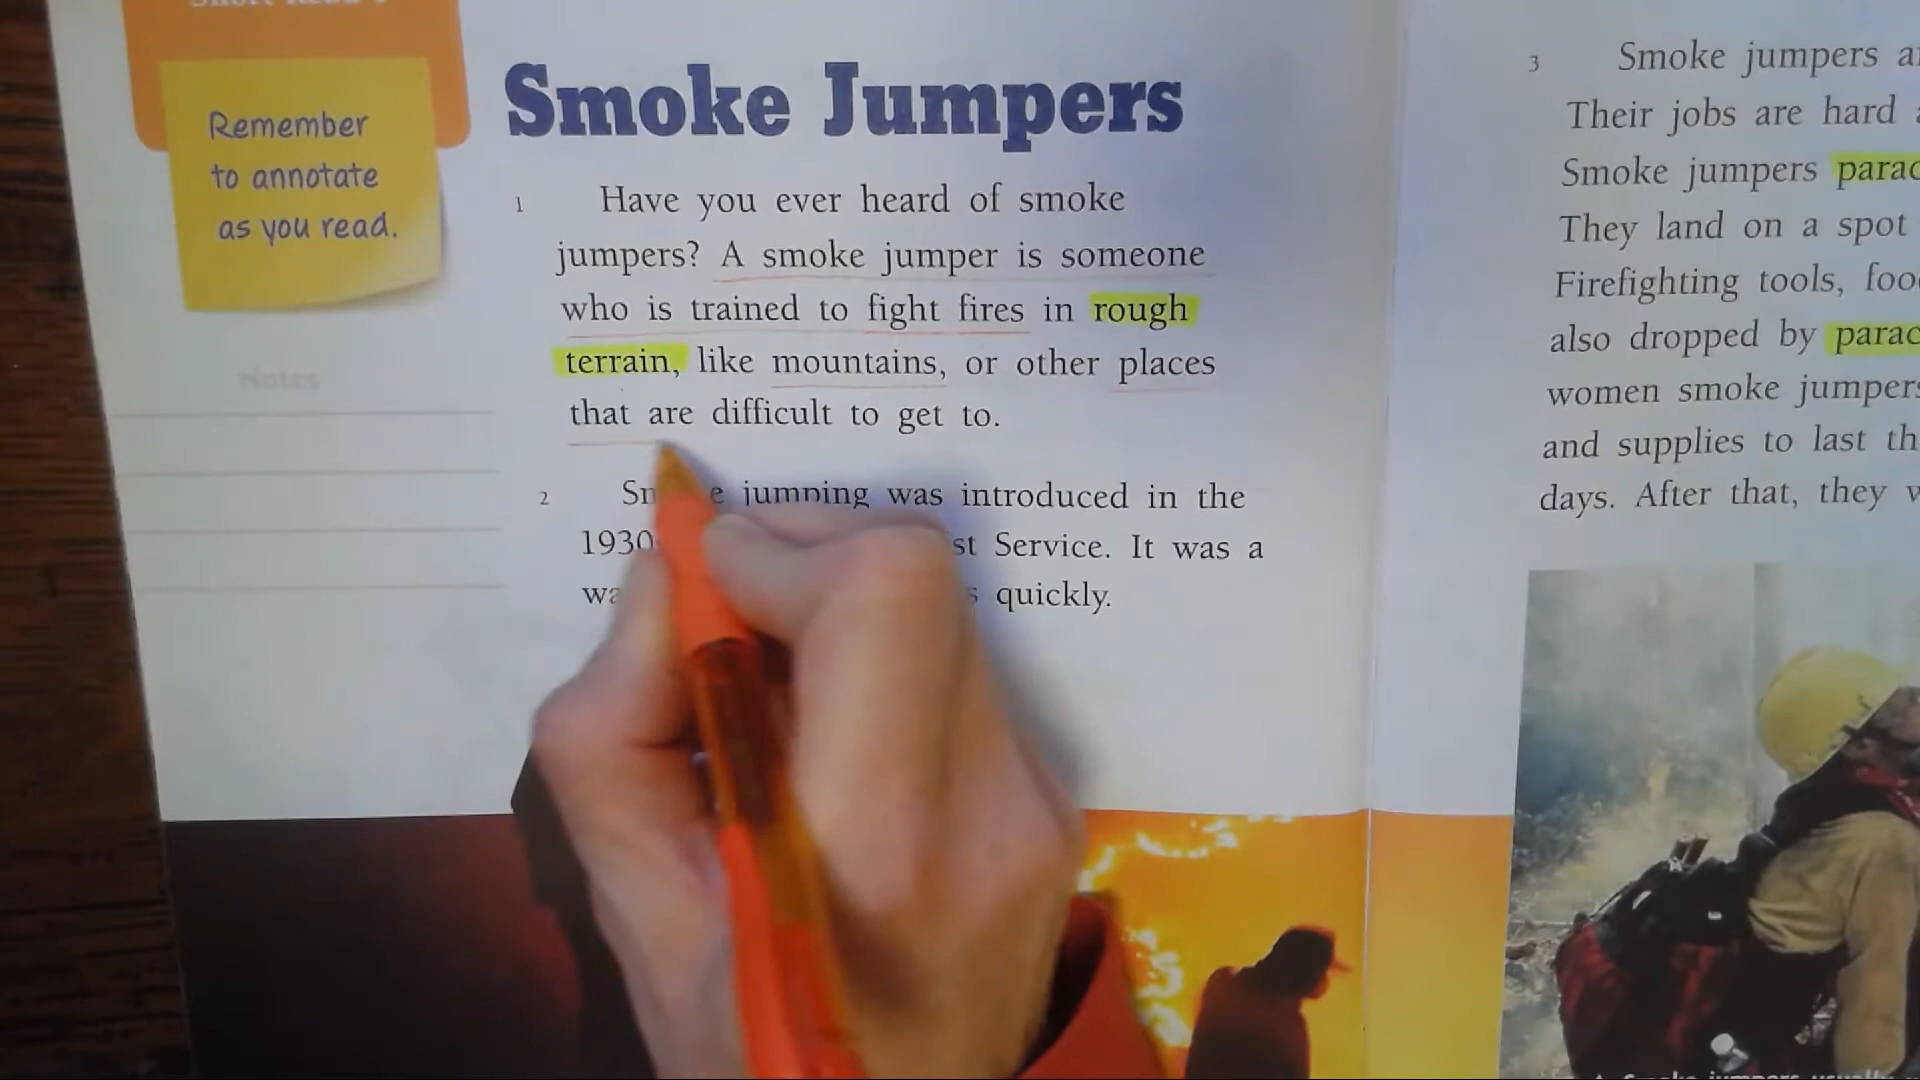 Remember
to annotate
as you read.
Notes
Smoke Jumpers
1 Have you ever heard of smoke
jumpers? A smoke jumper is someone
who is trained to fight fires in rough
terrain, like mountains, or other places
that are difficult to get to.
2 jumping was introduced in the
1930 Service. It was a
quickly.
3 Smoke jumpers
Their jobs are hard
Smoke jumpers
They land on a spot
Firefighting tools,
also dropped by
women smoke jumpers
and supplies to last
days. After that, they